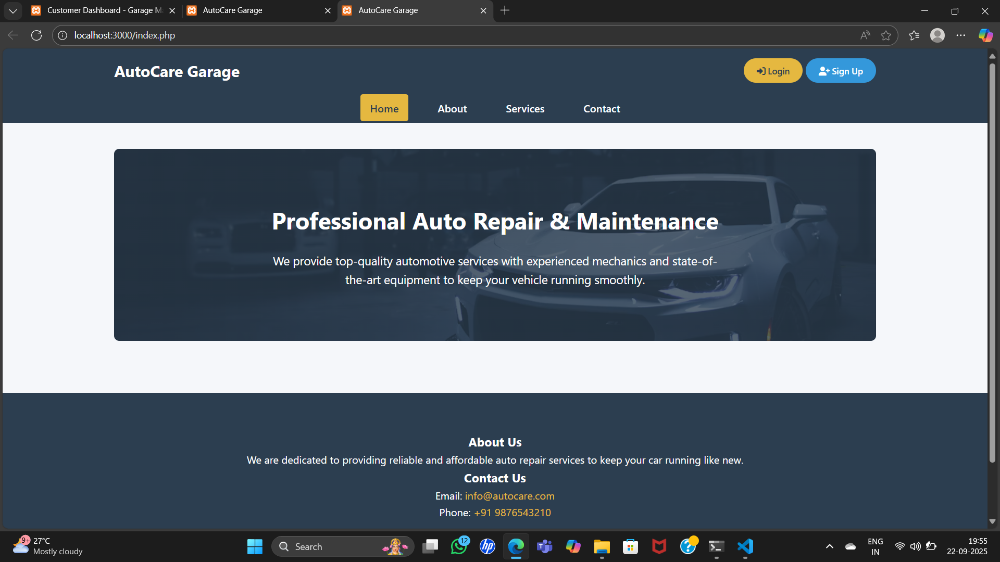 Customer Dashboard - Garage M
AutoCare Garage
AutoCare Garage
localhost:3000/index.php
AutoCare Garage
Login
Sign Up
Home
About
Services
Contact
Professional Auto Repair & Maintenance
We provide top-quality automotive services with experienced mechanics and state-of-
the-art equipment to keep your vehicle running smoothly.
About Us
We are dedicated to providing reliable and affordable auto repair services to keep your car running like new.
Contact Us
Email: info@autocare.com
Phone: +91 9876543210
9+
27°C
Mostly cloudy
Search
12
hp
ENG
IN
19:55
22-09-2025